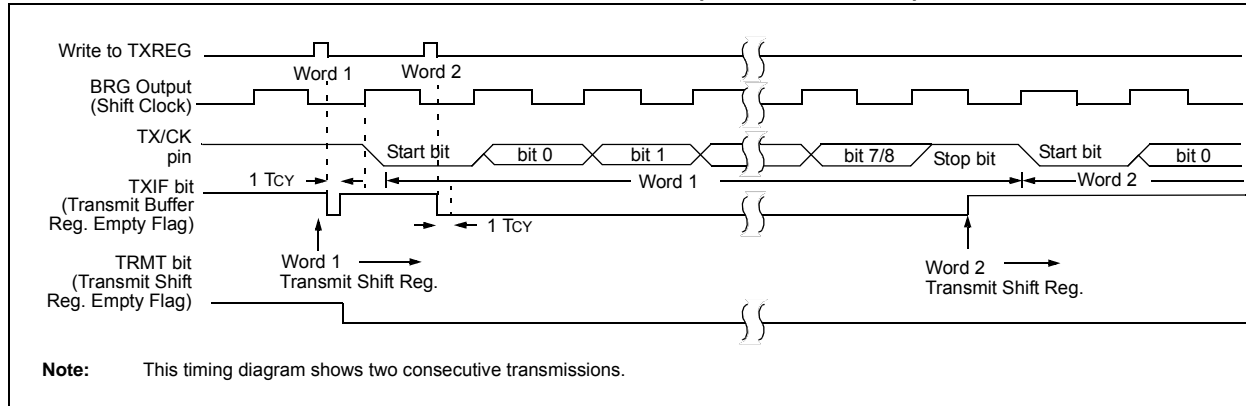 Write to TXREG
Word 1
Word 2
BRG Output
(Shift Clock)
TX/CK
pin
Start bit
bit 0
bit 1
bit 7/8
Stop bit
Start bit
bit 0
1 TCY
Word 1
Word 2
TXIF bit
(Transmit Buffer
Reg. Empty Flag)
1 TCY
Word 1
Transmit Shift Reg.
Word 2
Transmit Shift Reg.
TRMT bit
(Transmit Shift
Reg. Empty Flag)
Note: This timing diagram shows two consecutive transmissions.